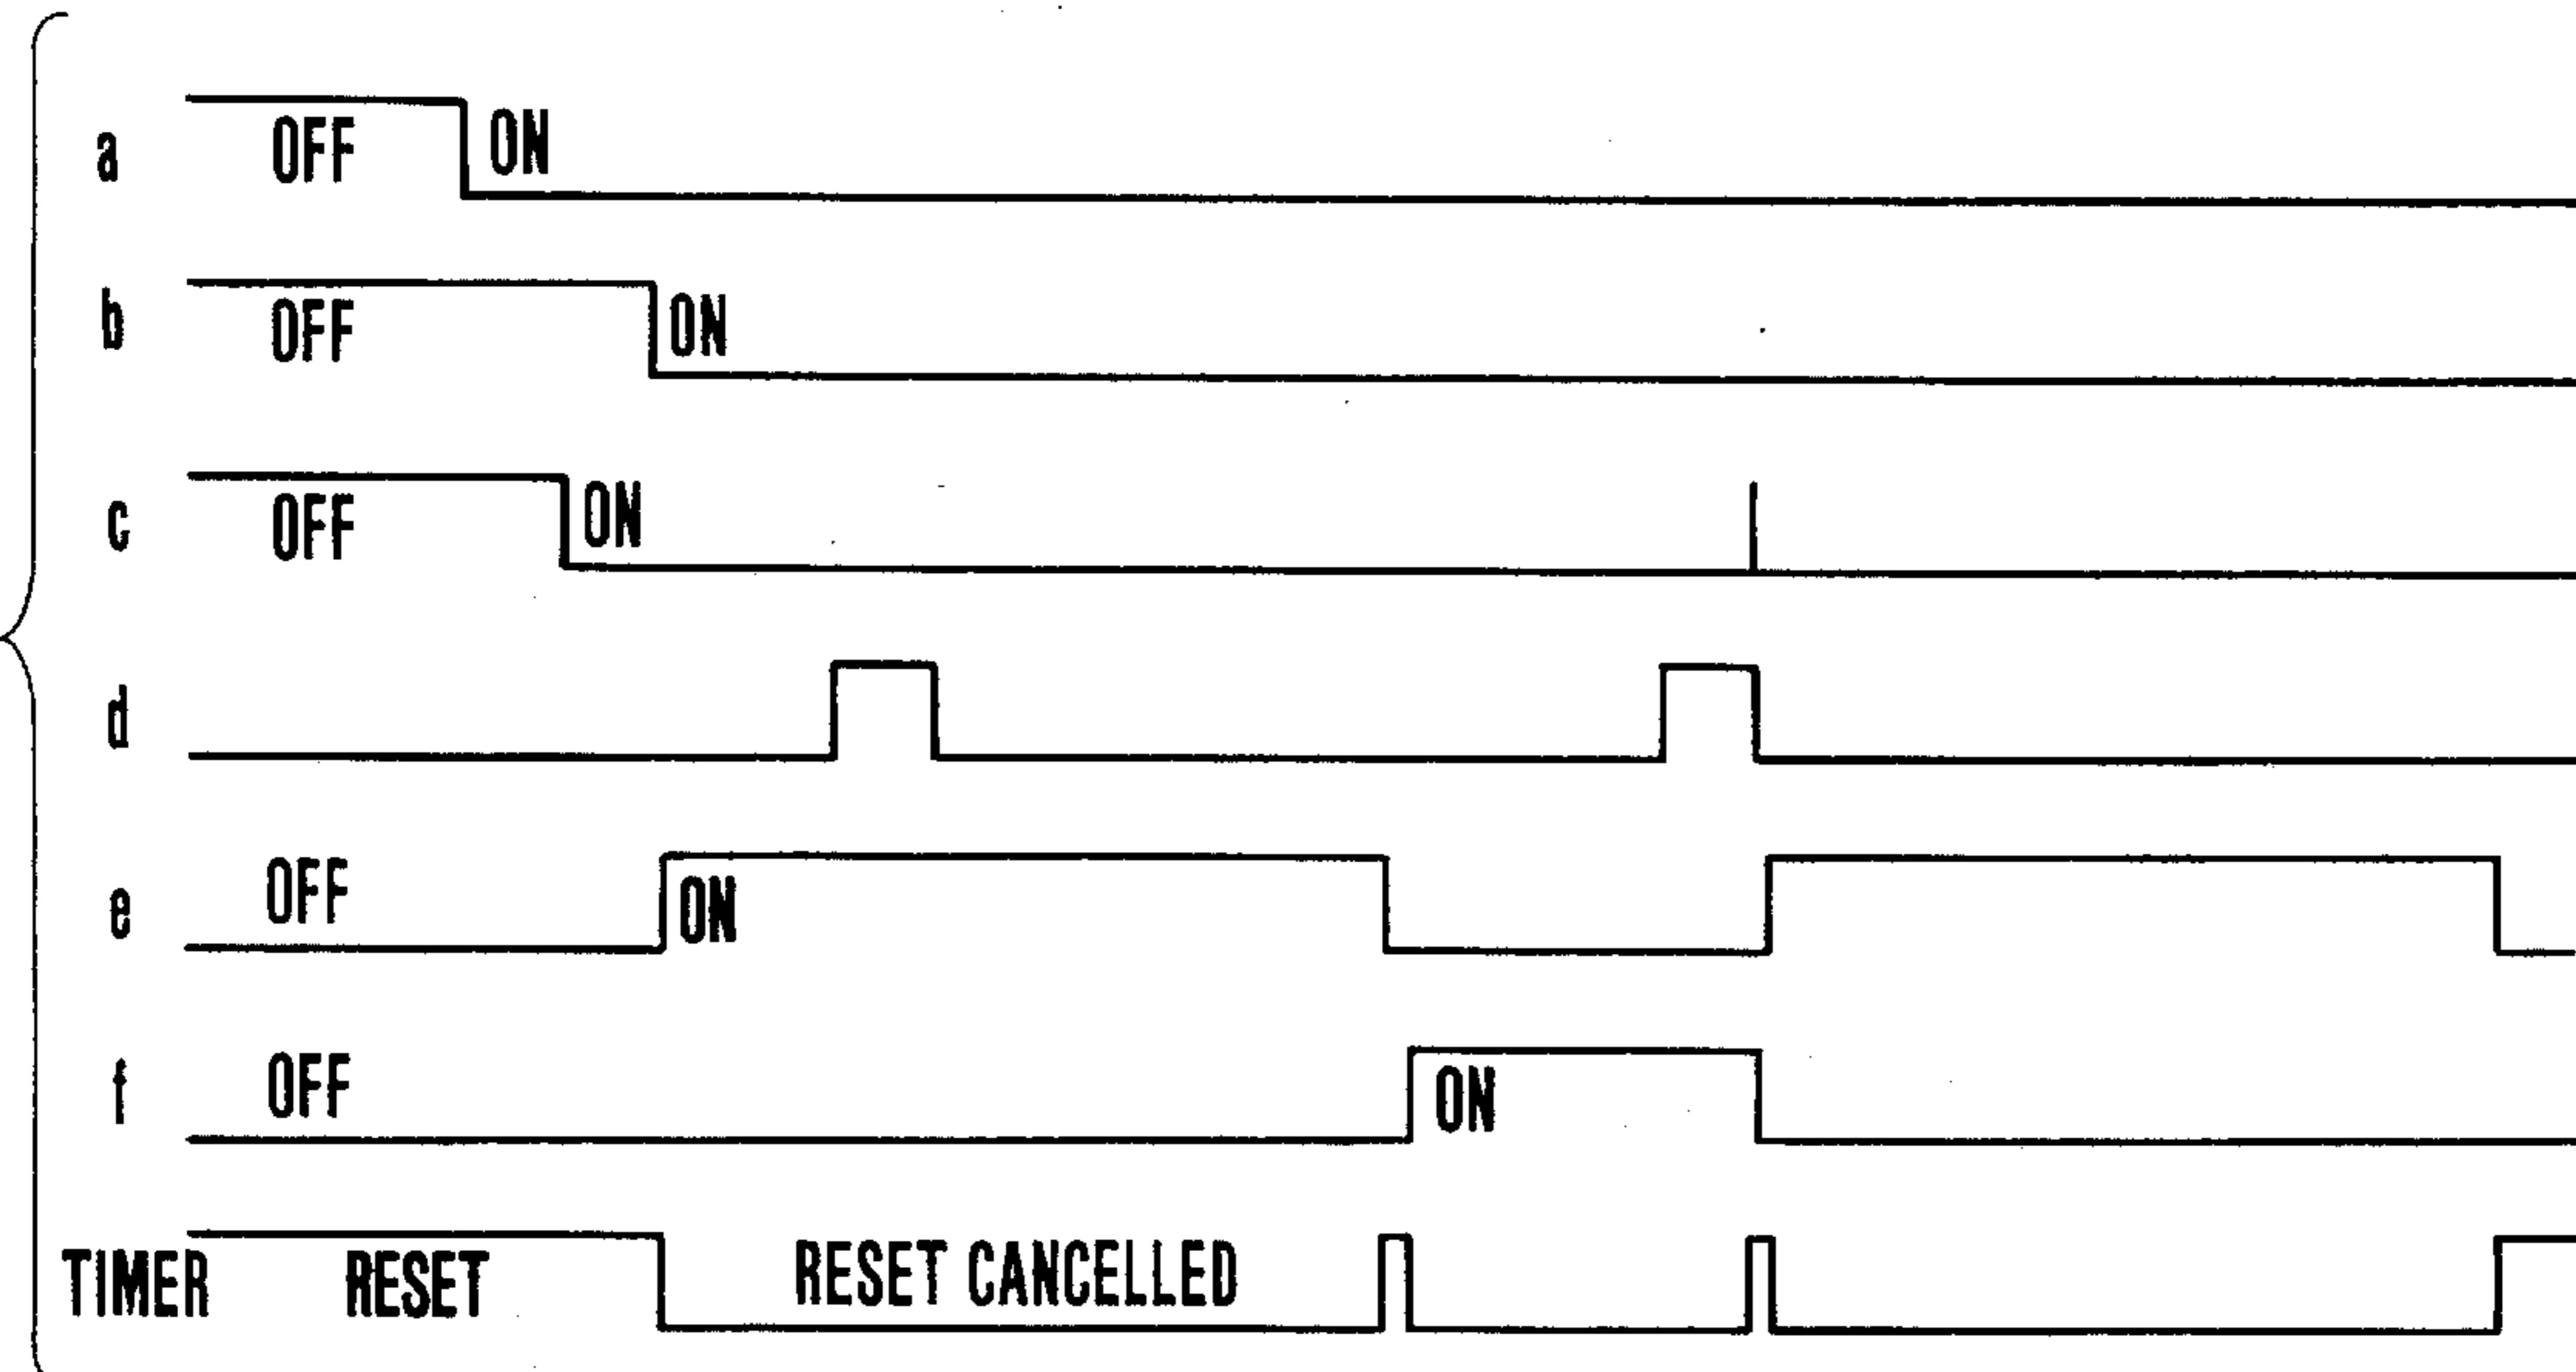 a OFF ON
b OFF ON
c OFF ON
d
e OFF ON
f OFF ON
TIMER RESET RESET CANCELLED